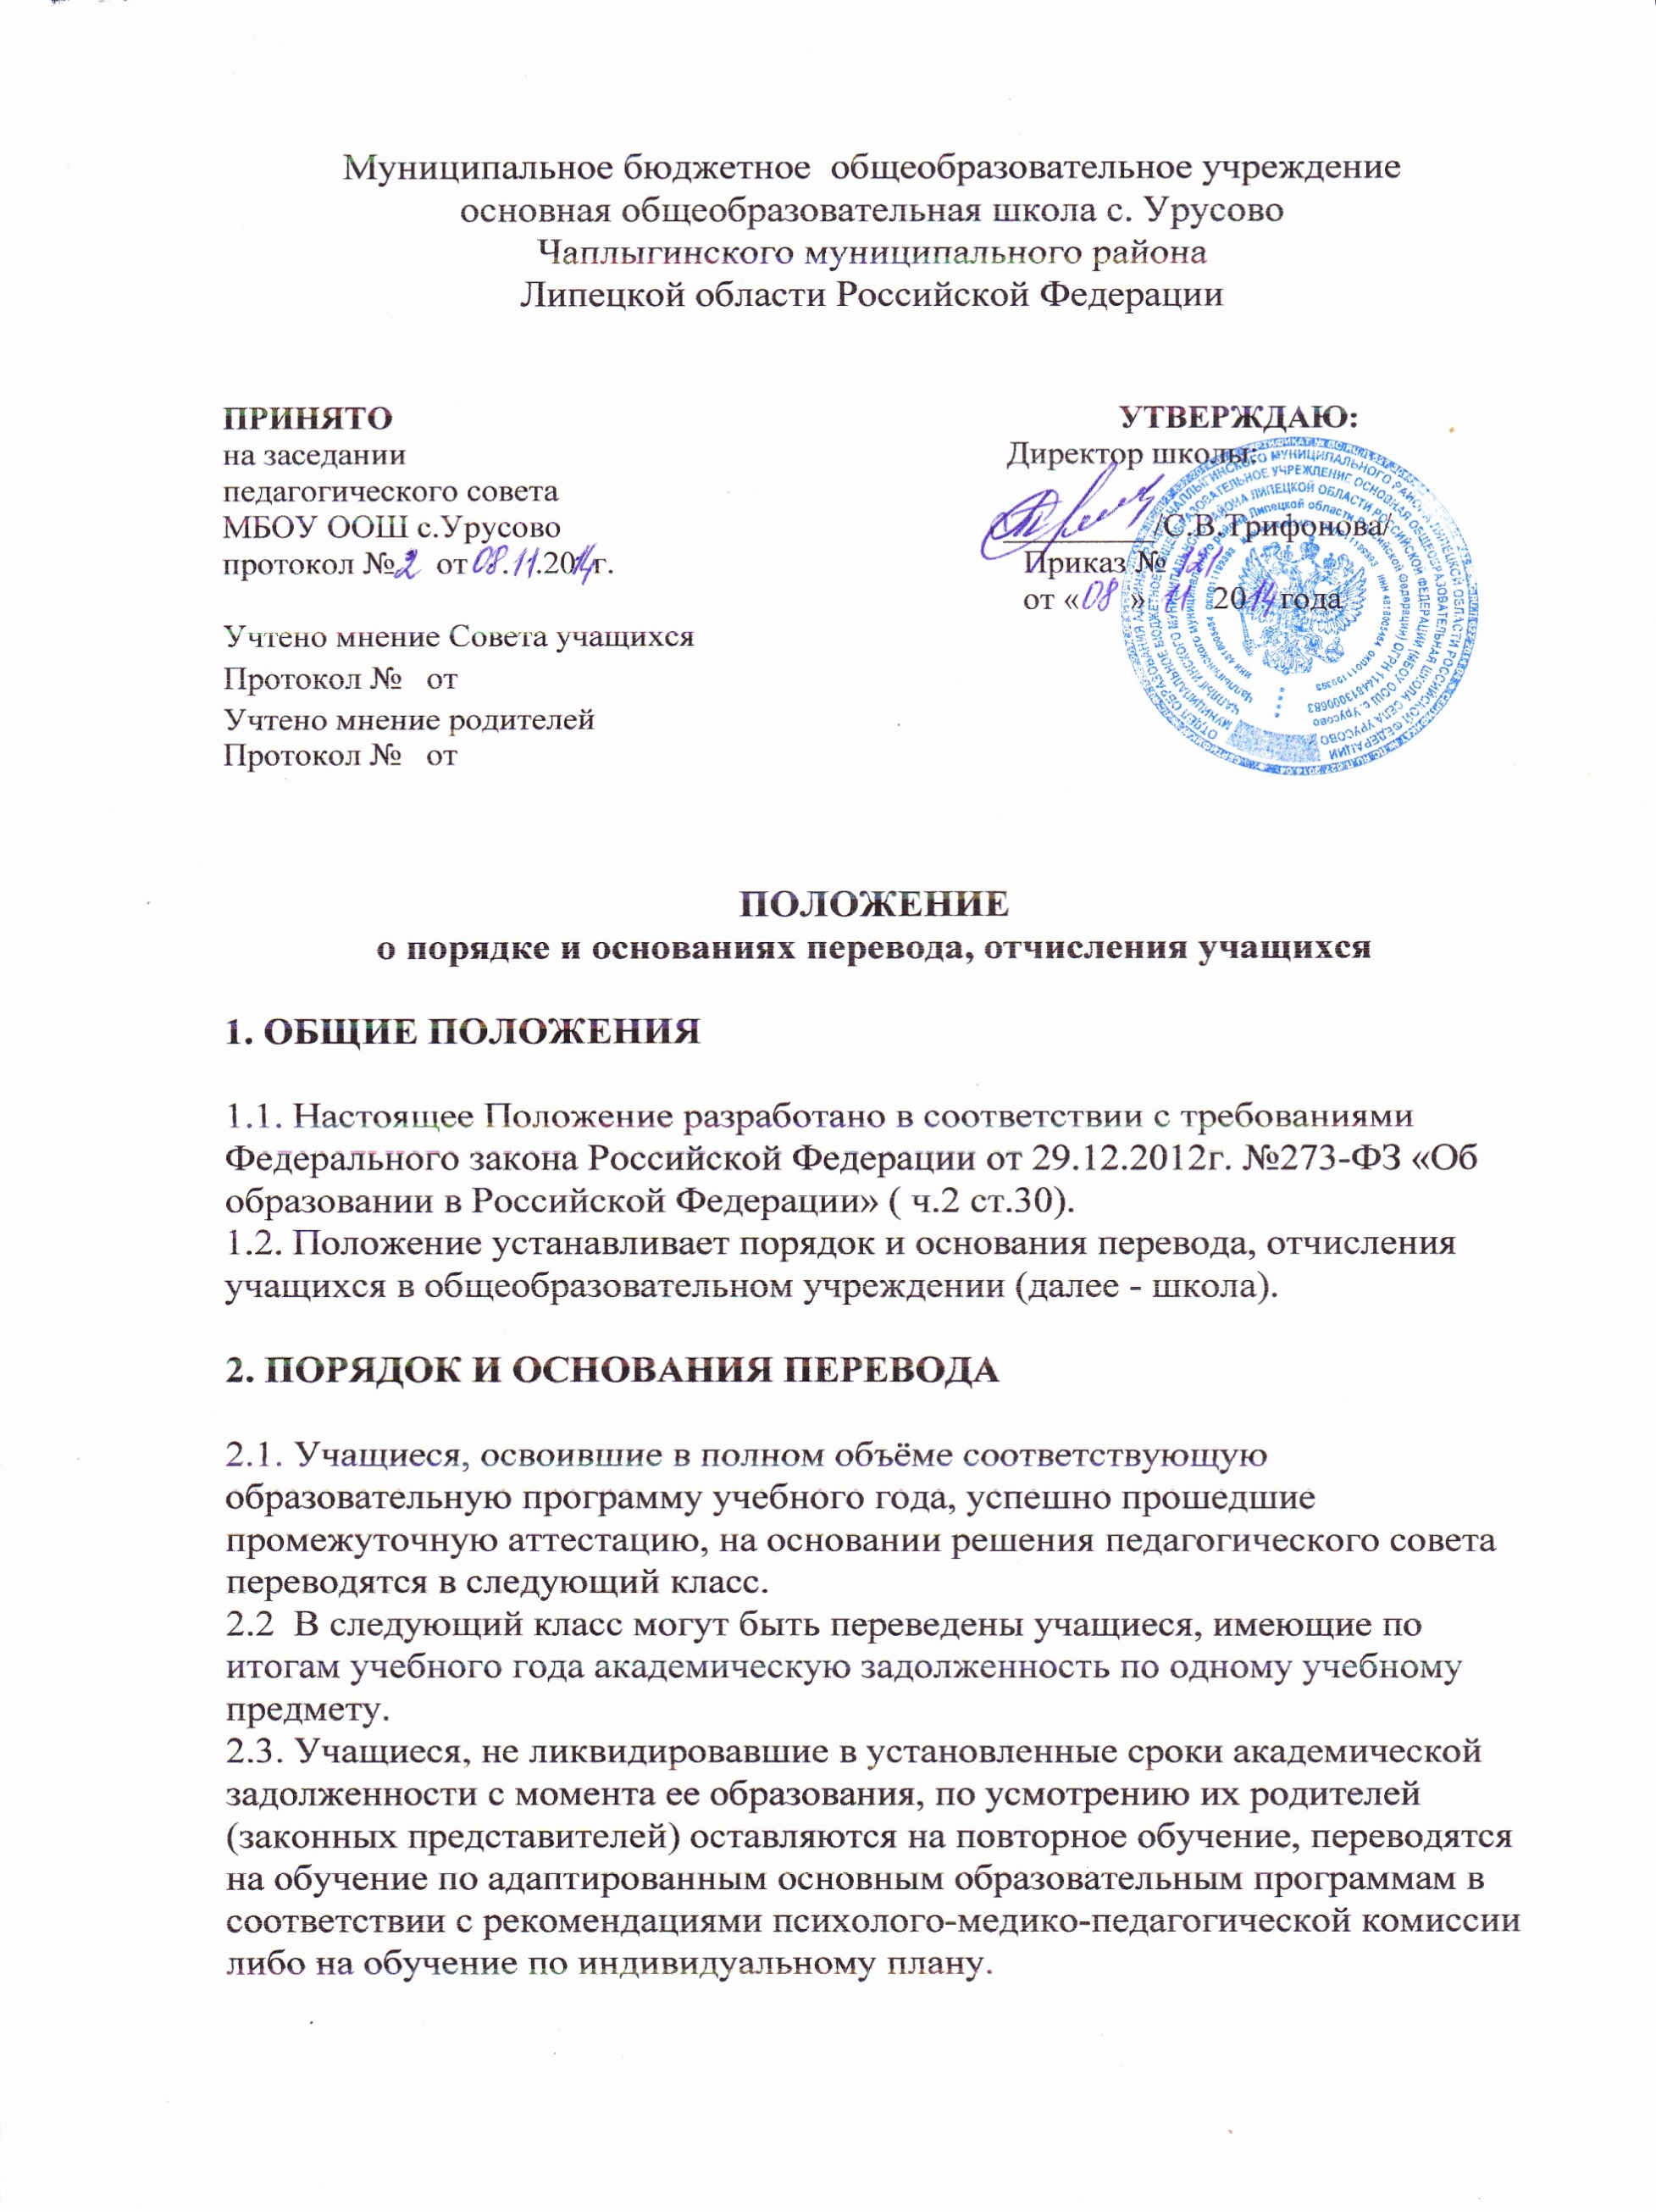 Муниципальное бюджетное общеобразовательное учреждение
основная общеобразовательная школа с. Урусово
Чаплыгинского муниципального района
Липецкой области Российской Федерации
ПРИНЯТО
на заседании
педагогического совета
МБОУ ООШ с.Урусово
протокол №2 от 08.11.2014г.
Учтено мнение Совета учащихся
Протокол № от
Учтено мнение родителей
Протокол № от
УТВЕРЖДАЮ:
Директор школы:
/С.В.Трифонова/
Приказ № 121
от «08» 11 2014 года
ПОЛОЖЕНИЕ
о порядке и основаниях перевода, отчисления учащихся
1. ОБЩИЕ ПОЛОЖЕНИЯ
1.1. Настоящее Положение разработано в соответствии с требованиями
Федерального закона Российской Федерации от 29.12.2012г. №273-ФЗ «Об
образовании в Российской Федерации» ( ч.2 ст.30).
1.2. Положение устанавливает порядок и основания перевода, отчисления
учащихся в общеобразовательном учреждении (далее - школа).
2. ПОРЯДОК И ОСНОВАНИЯ ПЕРЕВОДА
2.1. Учащиеся, освоившие в полном объёме соответствующую
образовательную программу учебного года, успешно прошедшие
промежуточную аттестацию, на основании решения педагогического совета
переводятся в следующий класс.
2.2 В следующий класс могут быть переведены учащиеся, имеющие по
итогам учебного года академическую задолженность по одному учебному
предмету.
2.3. Учащиеся, не ликвидировавшие в установленные сроки академической
задолженности с момента ее образования, по усмотрению их родителей
(законных представителей) оставляются на повторное обучение, переводятся
на обучение по адаптированным основным образовательным программам в
соответствии с рекомендациями психолого-медико-педагогической комиссии
либо на обучение по индивидуальному плану.